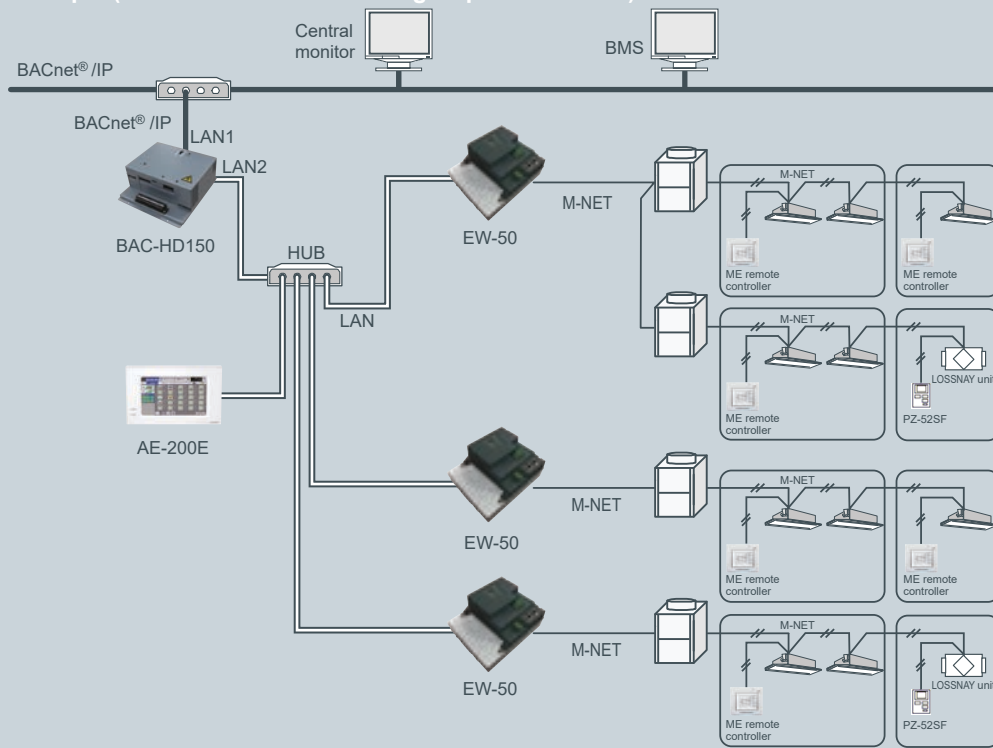 Central
monitor
BMS
BACnet® /IP
BACnet® /IP
LAN1
LAN2
BAC-HD150
HUB
LAN
AE-200E
EW-50
M-NET
M-NET
ME remote
controller
ME remote
controller
M-NET
ME remote
controller
LOSSNAY unit
PZ-52SF
EW-50
M-NET
M-NET
ME remote
controller
ME remote
controller
EW-50
M-NET
M-NET
ME remote
controller
LOSSNAY unit
PZ-52SF